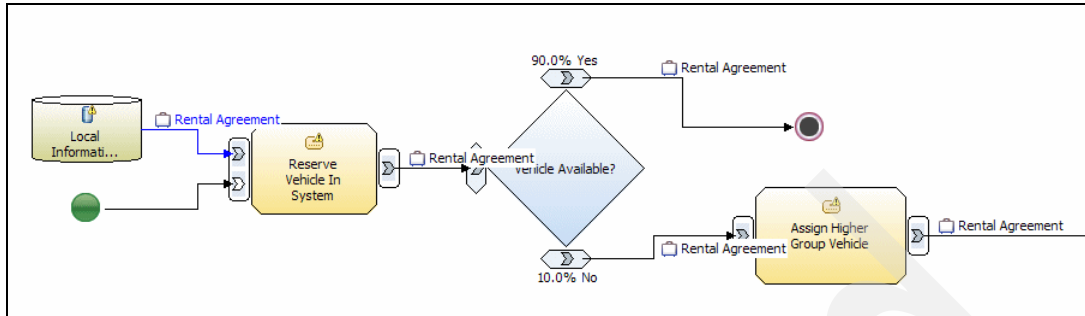 90.0% Yes
Rental Agreement
Local
Informati...
Rental Agreement
Reserve
Vehicle In
System
Rental Agreement
Vehicle Available?
10.0% No
Rental Agreement
Assign Higher
Group Vehicle
Rental Agreement